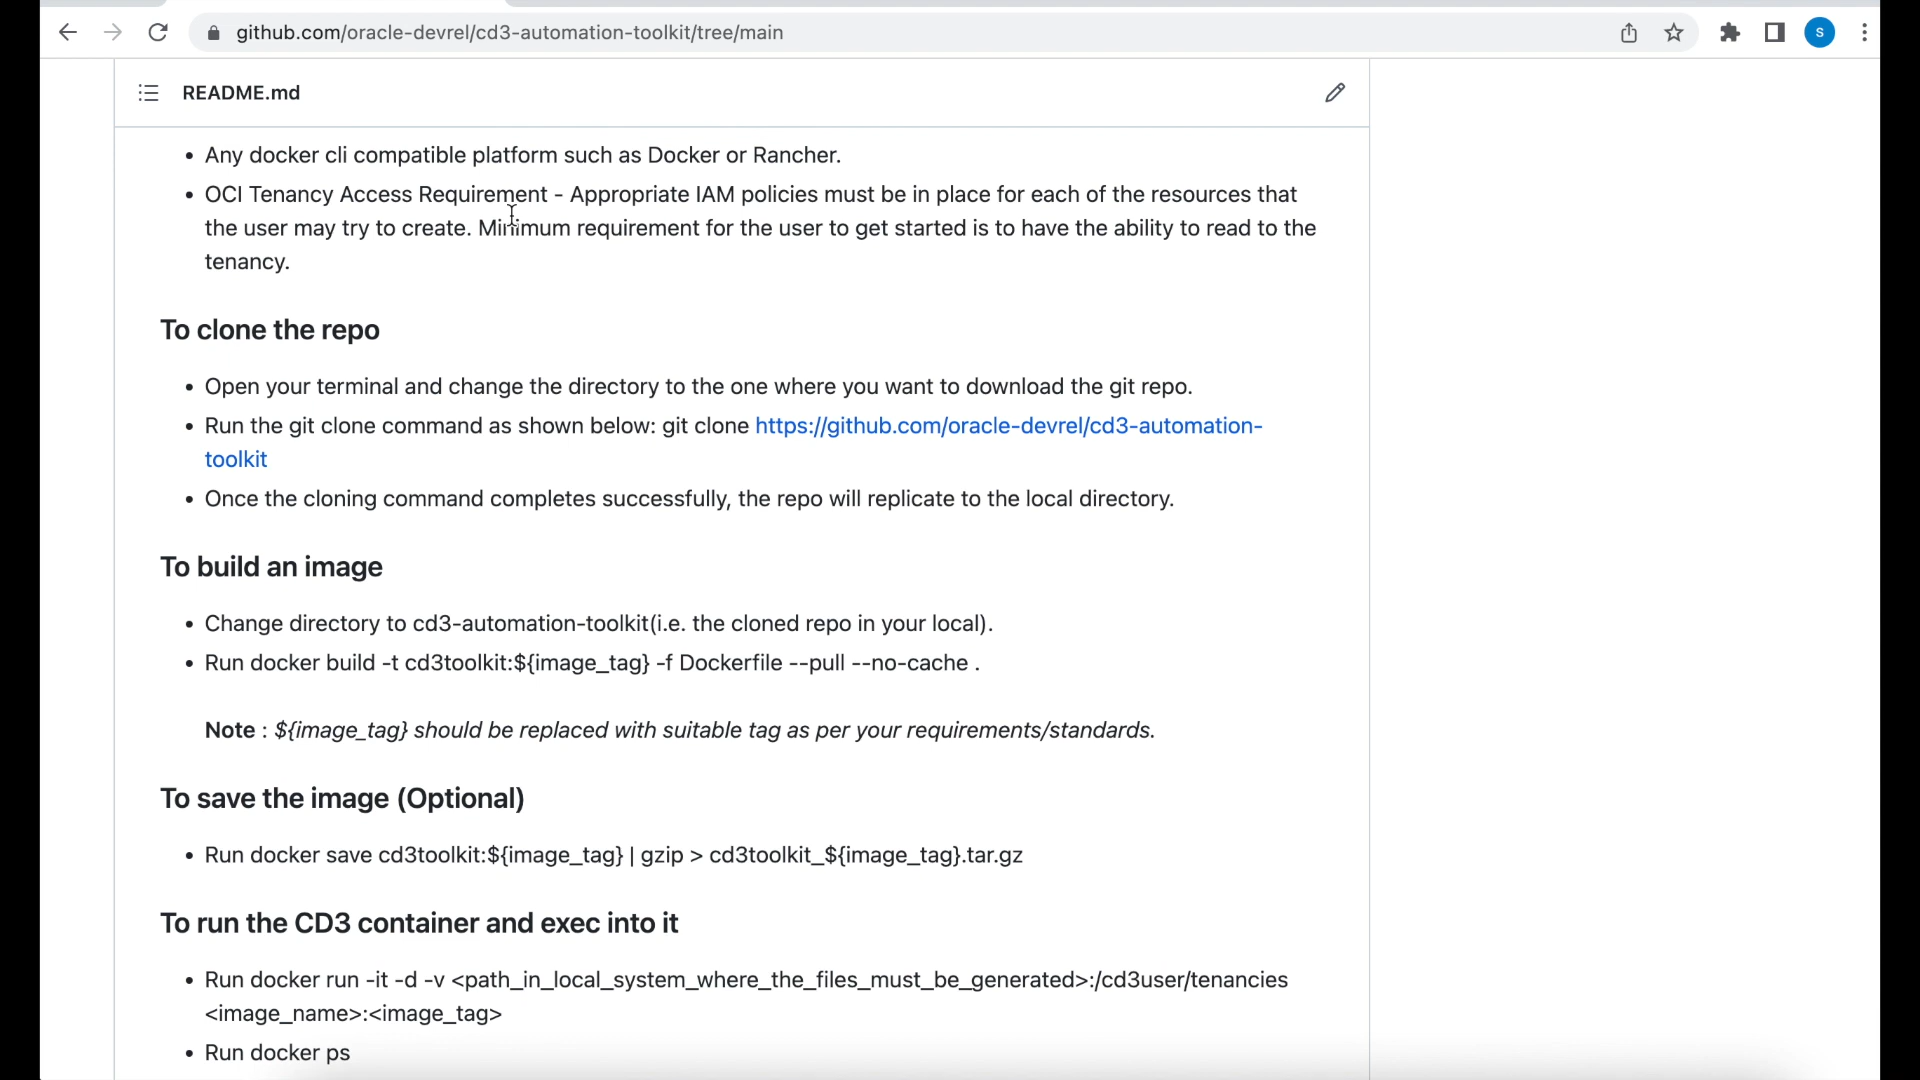 github.com/oracle-devrel/cd3-automation-toolkit/tree/main
S
README.md
• Any docker cli compatible platform such as Docker or Rancher.
• OCI Tenancy Access Requirement - Appropriate IAM policies must be in place for each of the resources that
the user may try to create. Minimum requirement for the user to get started is to have the ability to read to the
tenancy.
To clone the repo
• Open your terminal and change the directory to the one where you want to download the git repo.
• Run the git clone command as shown below: git clone https://github.com/oracle-devrel/cd3-automation-
toolkit
• Once the cloning command completes successfully, the repo will replicate to the local directory.
To build an image
• Change directory to cd3-automation-toolkit(i.e. the cloned repo in your local).
• Run docker build -t cd3toolkit:${image_tag} -f Dockerfile --pull --no-cache .
Note : ${image_tag} should be replaced with suitable tag as per your requirements/standards.
To save the image (Optional)
• Run docker save cd3toolkit:${image_tag} | gzip > cd3toolkit_${image_tag}.tar.gz
To run the CD3 container and exec into it
• Run docker run -it -d -v <path_in_local_system_where_the_files_must_be_generated>:/cd3user/tenancies
<image_name>:<image_tag>
• Run docker ps